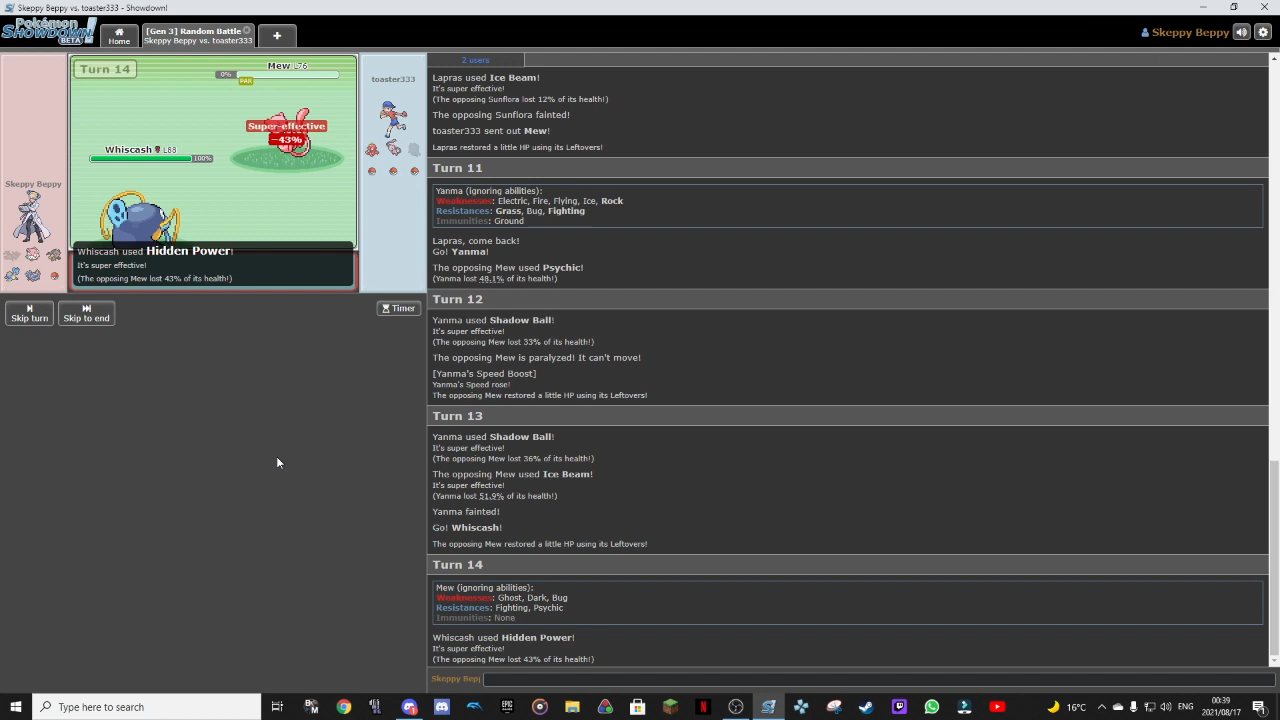 Skeppy Beppy vs. toaster333 - Showdown!
Pokémon
SHOWDOWN!
BETA
Home
[Gen 3] Random Battle
Skeppy Beppy vs. toaster333
Skeppy Beppy
Turn 14
Mew L76
0%
PAR
Super-effective
−43%
Whiscash L88
100%
toaster333
Skeppy Beppy
Whiscash used Hidden Power!
It's super effective!
(The opposing Mew lost 43% of its health!)
Skip turn
Skip to end
Timer
2 users
Lapras used Ice Beam!
It's super effective!
(The opposing Sunflora lost 12% of its health!)
The opposing Sunflora fainted!
toaster333 sent out Mew!
Lapras restored a little HP using its Leftovers!
Turn 11
Yanma (ignoring abilities):
Weaknesses: Electric, Fire, Flying, Ice, Rock
Resistances: Grass, Bug, Fighting
Immunities: Ground
Lapras, come back!
Go! Yanma!
The opposing Mew used Psychic!
(Yanma lost 48.1% of its health!)
Turn 12
Yanma used Shadow Ball!
It's super effective!
(The opposing Mew lost 33% of its health!)
The opposing Mew is paralyzed! It can't move!
[Yanma's Speed Boost]
Yanma's Speed rose!
The opposing Mew restored a little HP using its Leftovers!
Turn 13
Yanma used Shadow Ball!
It's super effective!
(The opposing Mew lost 36% of its health!)
The opposing Mew used Ice Beam!
It's super effective!
(Yanma lost 51.9% of its health!)
Yanma fainted!
Go! Whiscash!
The opposing Mew restored a little HP using its Leftovers!
Turn 14
Mew (ignoring abilities):
Weaknesses: Ghost, Dark, Bug
Resistances: Fighting, Psychic
Immunities: None
Whiscash used Hidden Power!
It's super effective!
(The opposing Mew lost 43% of its health!)
Skeppy Bepp
Type here to search
EPIC
16°C
ENG
00:39
2021/08/17